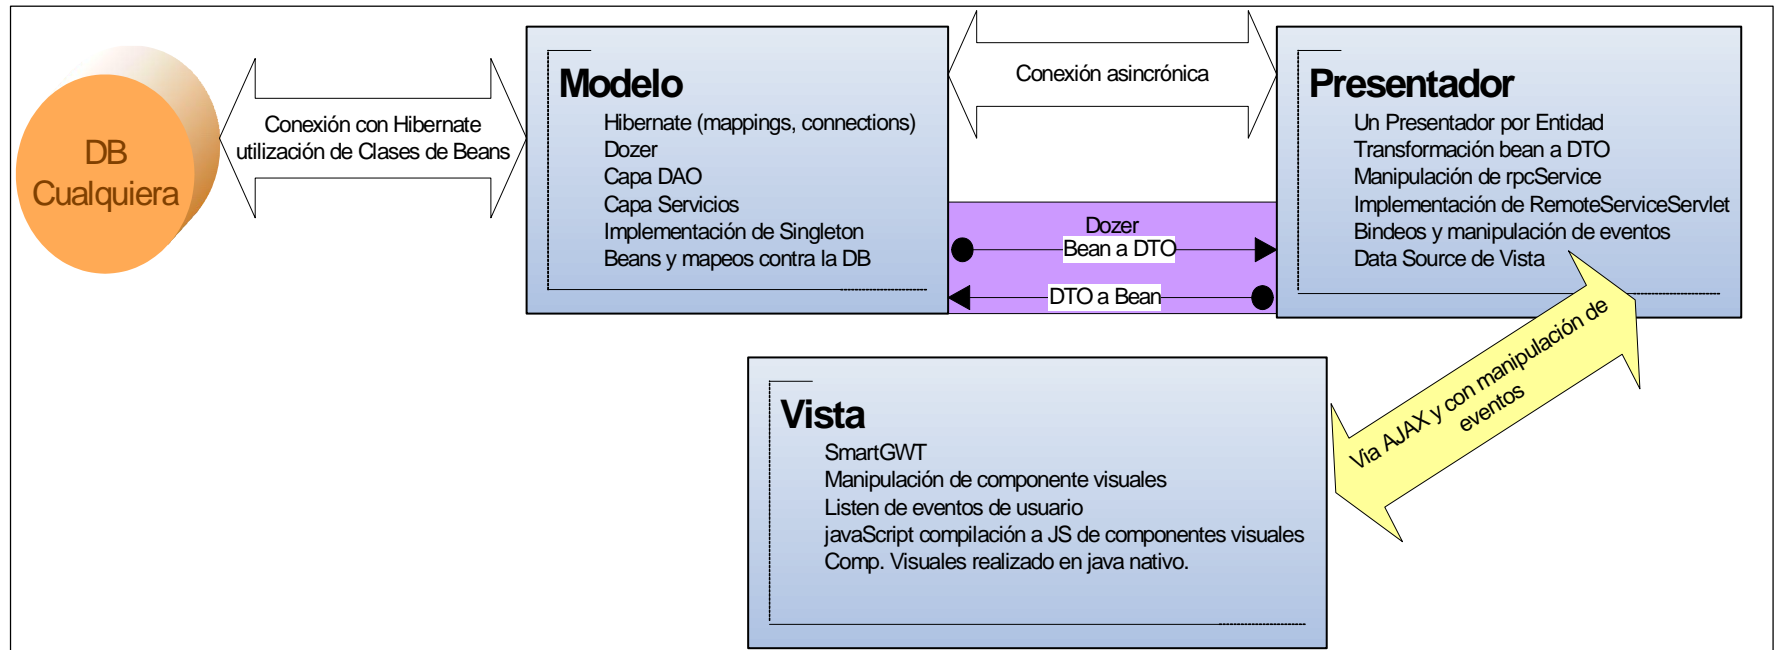 DB
Cualquiera
Conexión con Hibernate
utilización de Clases de Beans
Modelo
Hibernate (mappings, connections)
Dozer
Capa DAO
Capa Servicios
Implementación de Singleton
Beans y mapeos contra la DB
Conexión asincrónica
Dozer
Bean a DTO
DTO a Bean
Presentador
Un Presentador por Entidad
Transformación bean a DTO
Manipulación de rpcService
Implementación de RemoteServiceServlet
Bindeos y manipulación de eventos
Data Source de Vista
Via AJAX y con manipulación de
eventos
Vista
SmartGWT
Manipulación de componente visuales
Listen de eventos de usuario
javaScript compilación a JS de componentes visuales
Comp. Visuales realizado en java nativo.